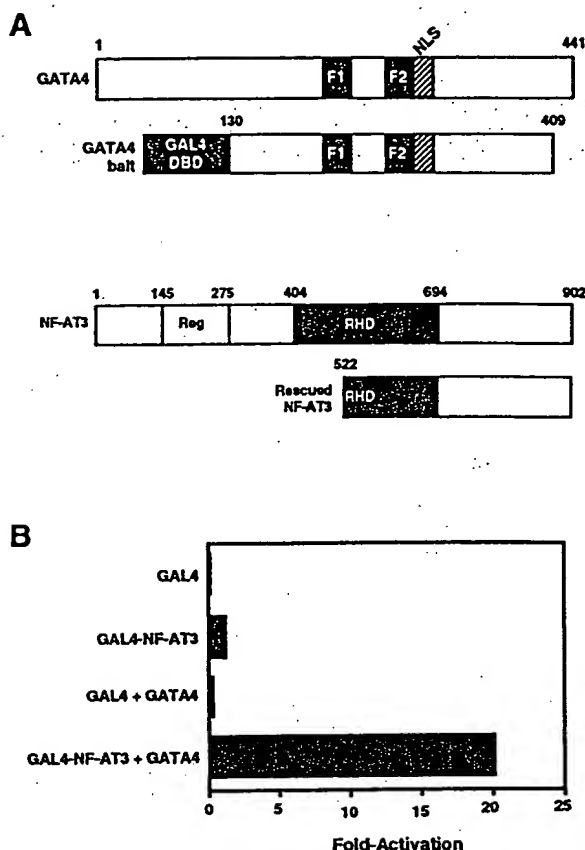 A
1
NLS
441
GATA4
F1
F2
130
409
GATA4
bait
GAL4
DBD
F1
F2
1
145
275
404
694
902
NF-AT3
Reg
RHD
522
Rescued
NF-AT3
RHD
B
GAL4
GAL4-NF-AT3
GAL4 + GATA4
GAL4-NF-AT3 + GATA4
0
5
10
15
20
25
Fold-Activation